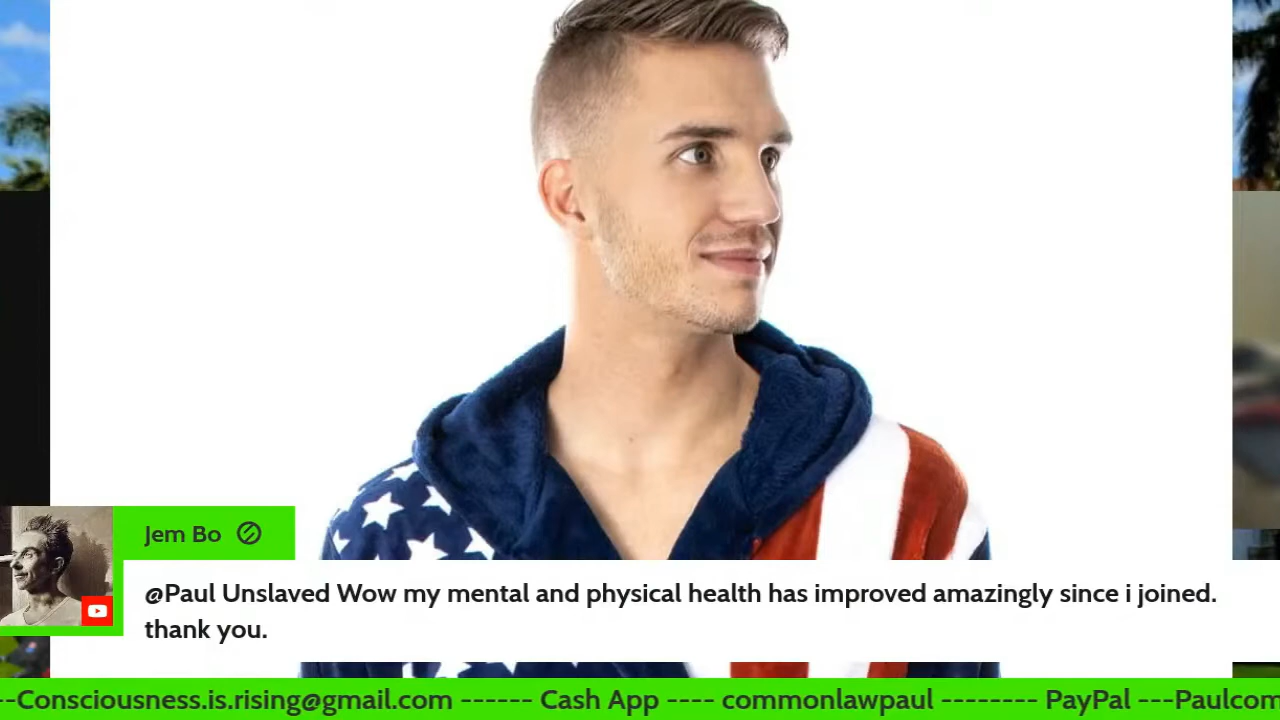 Jem Bo
@Paul Unslaved Wow my mental and physical health has improved amazingly since i joined.
thank you.
--Consciousness.is.rising@gmail.com ------ Cash App ---- commonlawpaul -------- PayPal ---Paulcom